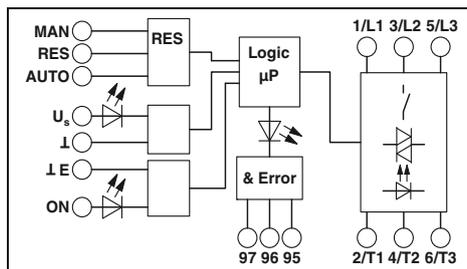 MAN
RES
AUTO
Us
⊥
⊥ E
ON
RES
Logic
µP
& Error
97 96 95
1/L1 3/L2 5/L3
2/T1 4/T2 6/T3